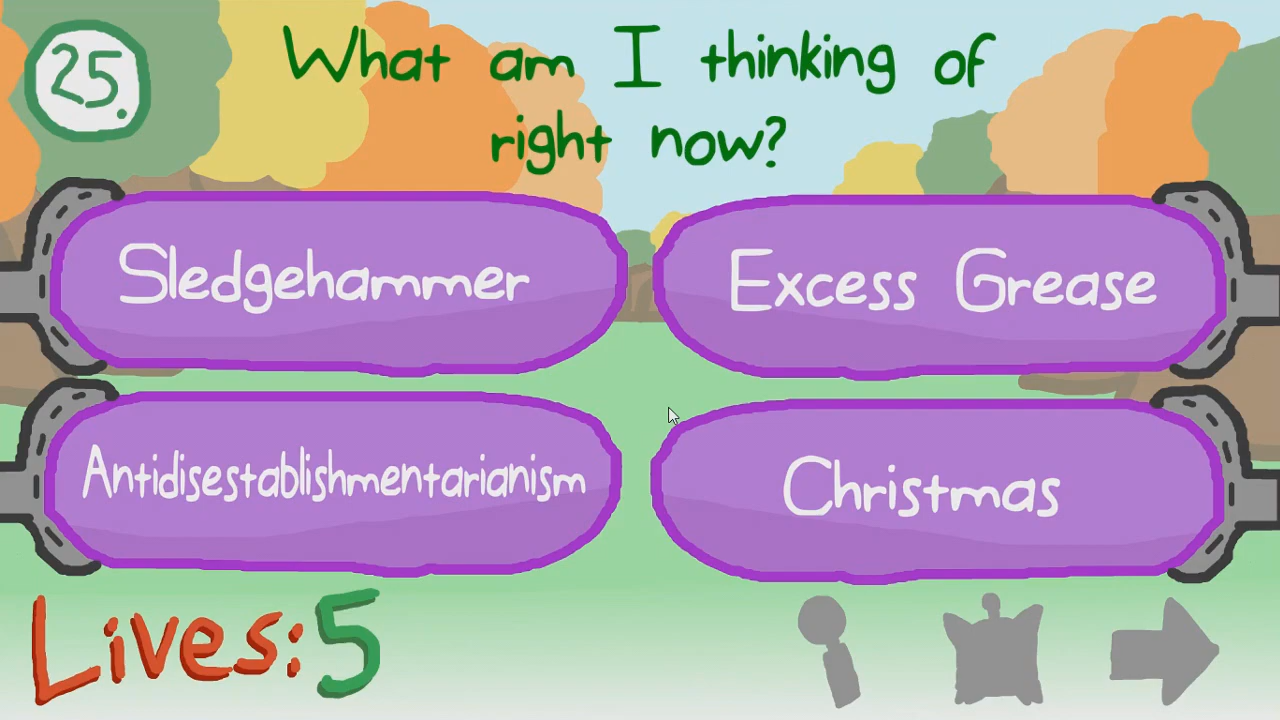 25.
What am I thinking of
right now?
Sledgehammer
Excess Grease
Antidisestablishmentarianism
Christmas
Lives: 5